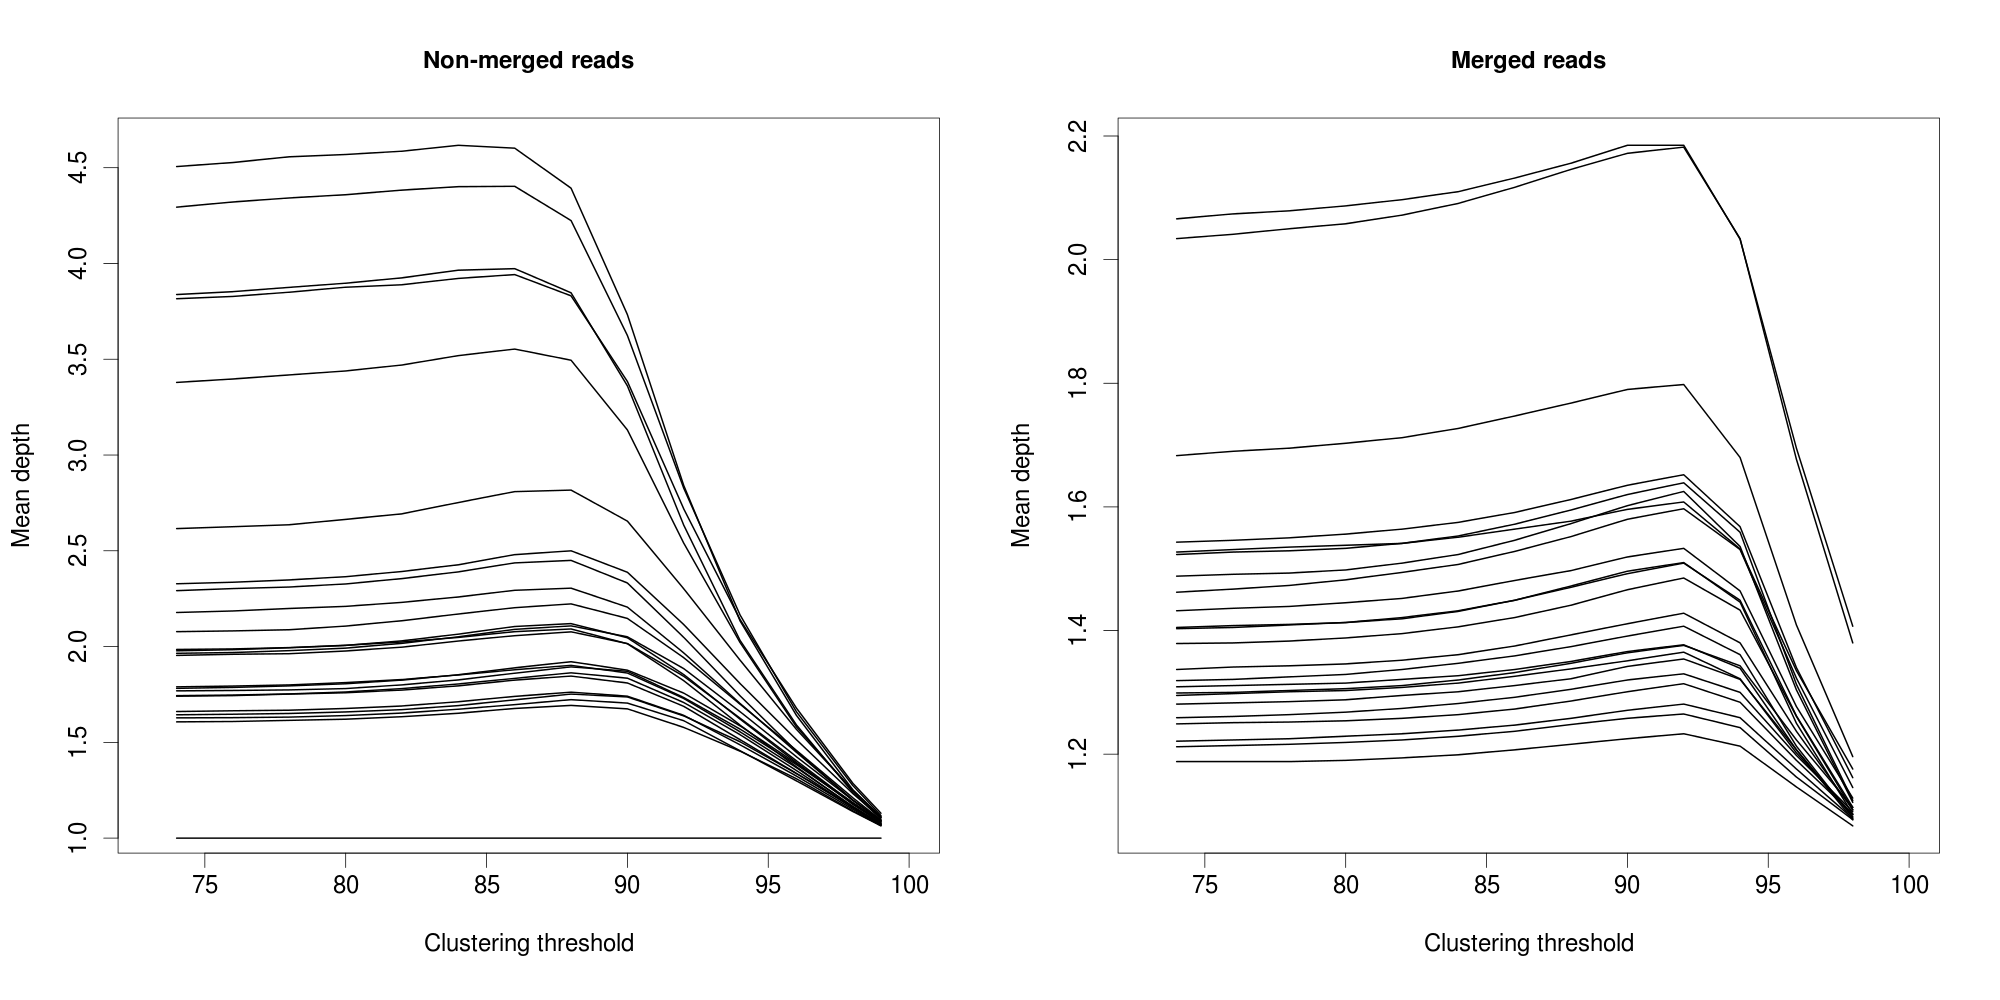 Non-merged reads
Mean depth
4.5
4.0
3.5
3.0
2.5
2.0
1.5
1.0
75 80 85 90 95 100
Clustering threshold
Merged reads
Mean depth
2.2
2.0
1.8
1.6
1.4
1.2
75 80 85 90 95 100
Clustering threshold